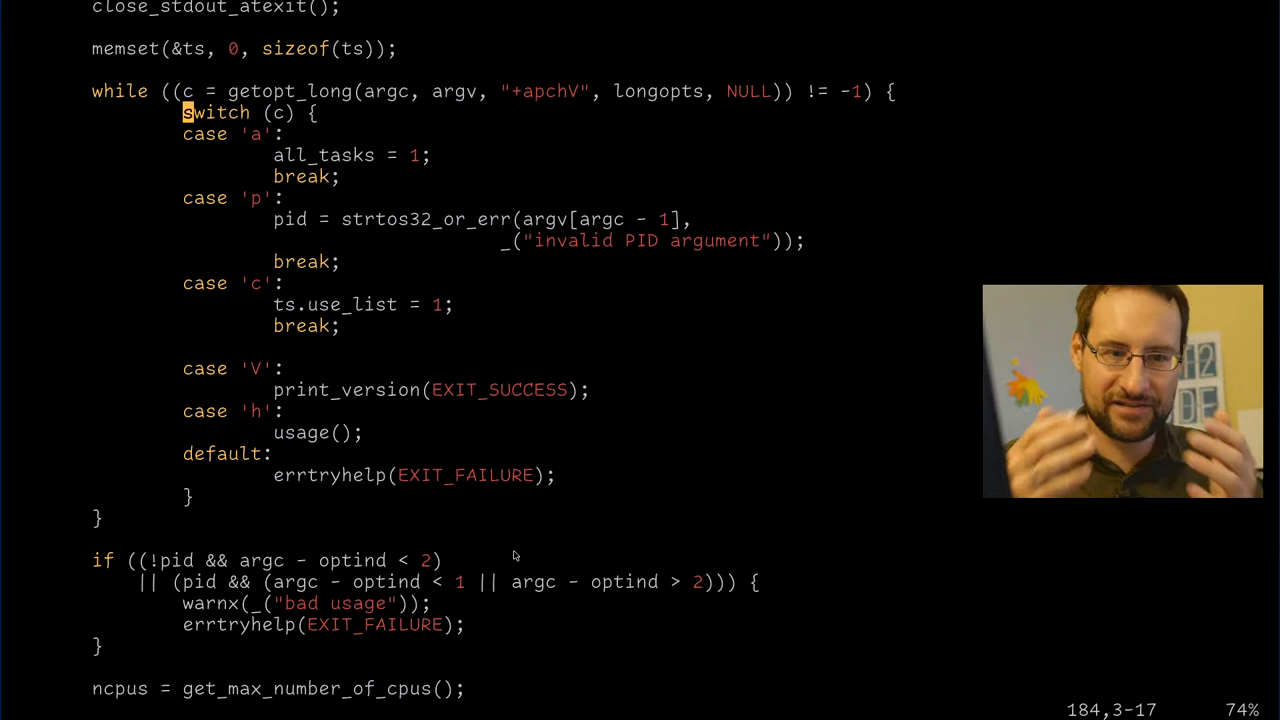 close_stdout_atexit();
memset(&ts, 0, sizeof(ts));
while ((c = getopt_long(argc, argv, "+apchV", longopts, NULL)) != -1) {
switch (c) {
case 'a':
all_tasks = 1;
break;
case 'p':
pid = strtos32_or_err(argv[argc - 1],
_("invalid PID argument"));
break;
case 'c':
ts.use_list = 1;
break;
case 'V':
print_version(EXIT_SUCCESS);
case 'h':
usage();
default:
errtryhelp(EXIT_FAILURE);
}
}
if ((!pid && argc - optind < 2)
|| (pid && (argc - optind < 1 || argc - optind > 2))) {
warnx(_("bad usage"));
errtryhelp(EXIT_FAILURE);
}
ncpus = get_max_number_of_cpus();
184,3-17 74%